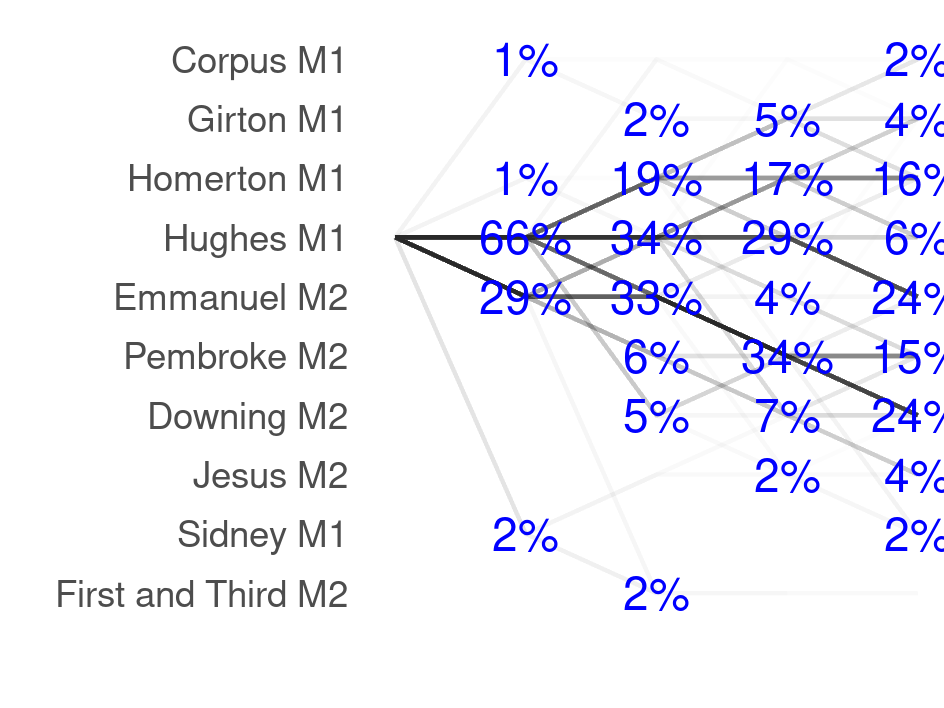 Corpus M1 1% 2%
Girton M1 2% 5% 4%
Homerton M1 1% 19% 17% 16%
Hughes M1 66% 34% 29% 6%
Emmanuel M2 29% 33% 4% 24%
Pembroke M2 6% 34% 15%
Downing M2 5% 7% 24%
Jesus M2 2% 4%
Sidney M1 2% 2%
First and Third M2 2%